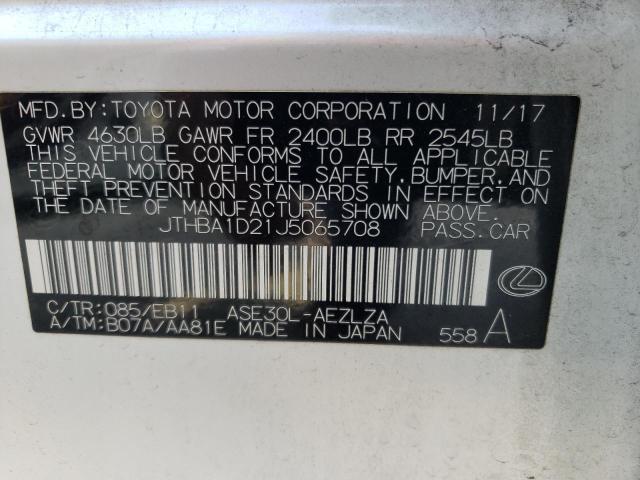 MFD.BY:TOYOTA MOTOR CORPORATION 11/17
GVWR 4630LB GAWR FR 2400LB RR 2545LB
THIS VEHICLE CONFORMS TO ALL APPLICABLE
FEDERAL MOTOR VEHICLE SAFETY,BUMPER,AND
THEFT PREVENTION STANDARDS IN EFFECT ON
THE DATE OF MANUFACTURE SHOWN ABOVE.
JTHBA1D21J5065708 PASS.CAR
C/TR:085/EB11 ASE30L-AEZLZA
A/TM:B07A/AA81E MADE IN JAPAN 558 A